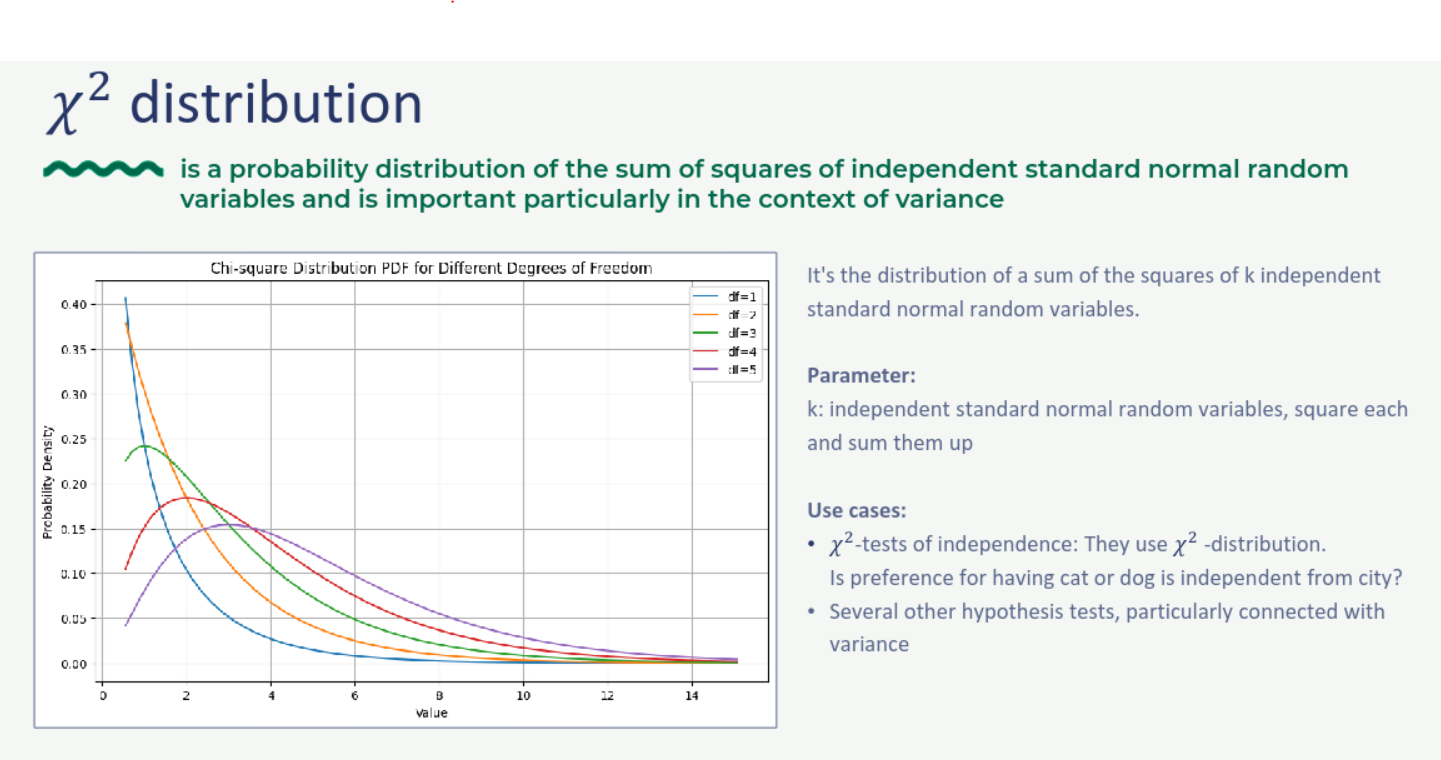 χ² distribution
is a probability distribution of the sum of squares of independent standard normal random
variables and is important particularly in the context of variance
Chi-square Distribution PDF for Different Degrees of Freedom
df=1
df=2
df=3
df=4
df=5
0.40
0.35
0.30
0.25
0.20
0.15
0.10
0.05
0.00
Probability Density
0 2 4 6 8 10 12 14
Value
It's the distribution of a sum of the squares of k independent
standard normal random variables.
Parameter:
k: independent standard normal random variables, square each
and sum them up
Use cases:
• χ²-tests of independence: They use χ² -distribution.
Is preference for having cat or dog is independent from city?
• Several other hypothesis tests, particularly connected with
variance